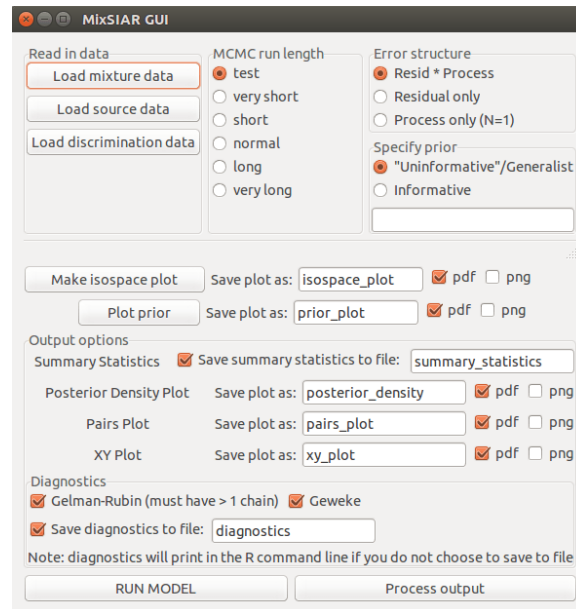 MixSIAR GUI
Read in data
Load mixture data
Load source data
Load discrimination data
MCMC run length
test
very short
short
normal
long
very long
Error structure
Resid * Process
Residual only
Process only (N=1)
Specify prior
"Uninformative"/Generalist
Informative
Make isospace plot Save plot as: isospace_plot pdf png
Plot prior Save plot as: prior_plot pdf png
Output options
Summary Statistics Save summary statistics to file: summary_statistics
Posterior Density Plot Save plot as: posterior_density pdf png
Pairs Plot Save plot as: pairs_plot pdf png
XY Plot Save plot as: xy_plot pdf png
Diagnostics
Gelman-Rubin (must have > 1 chain) Geweke
Save diagnostics to file: diagnostics
Note: diagnostics will print in the R command line if you do not choose to save to file
RUN MODEL Process output